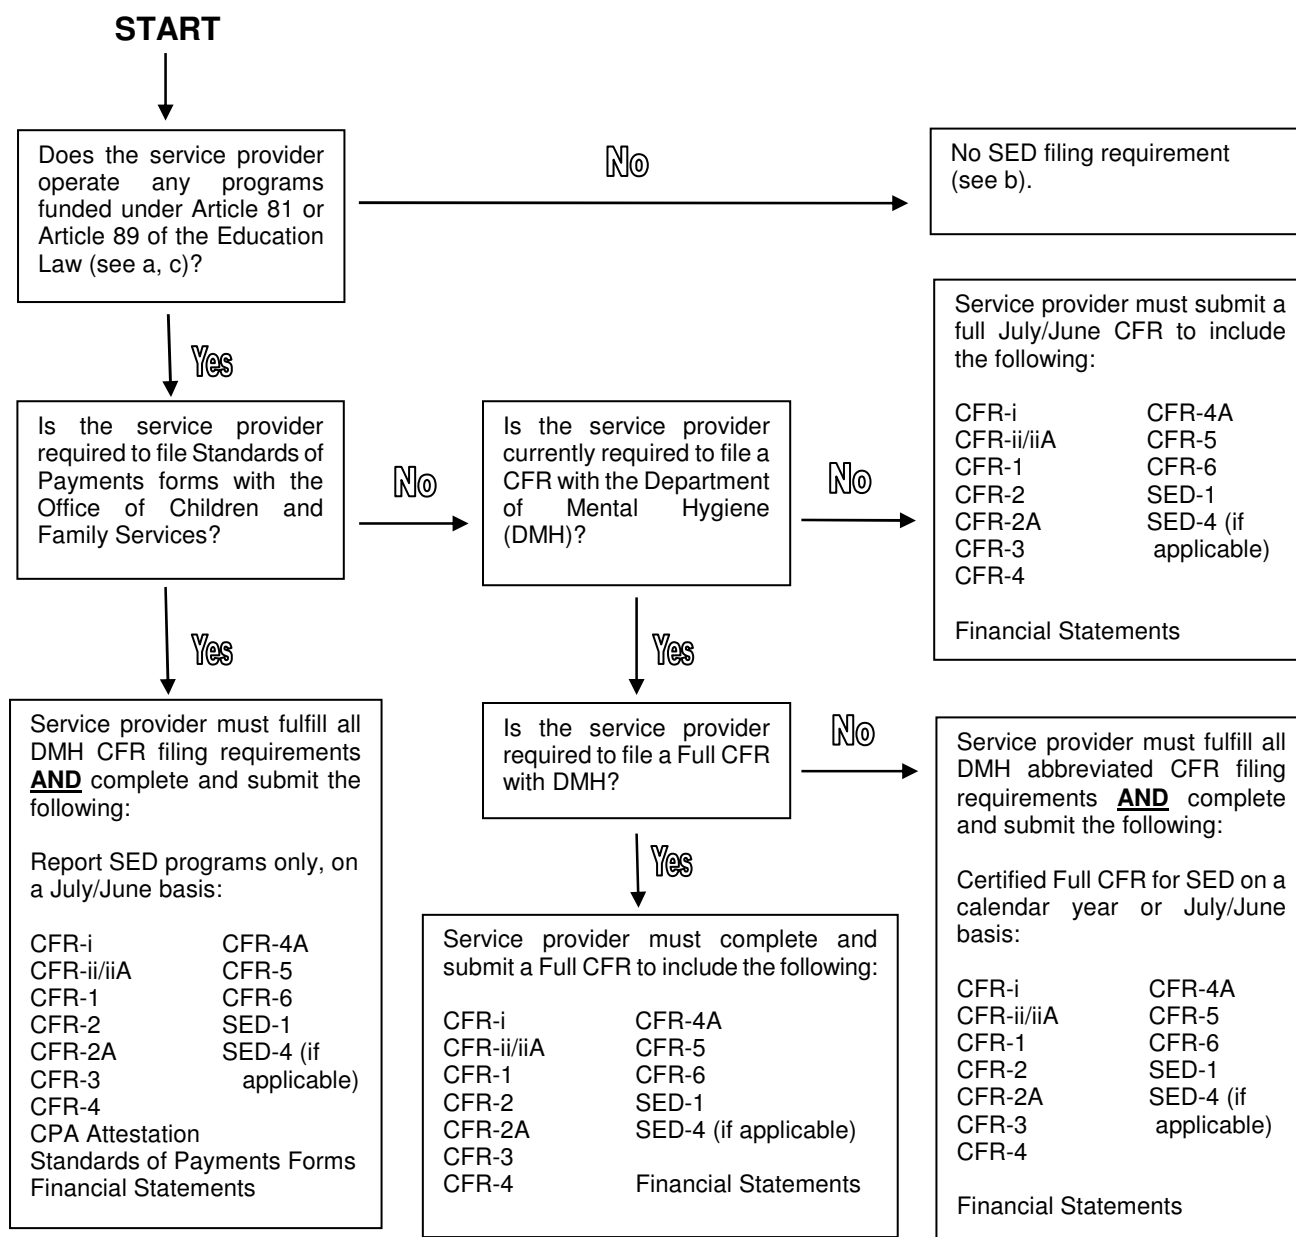 START
Does the service provider
operate any programs
funded under Article 81 or
Article 89 of the Education
Law (see a, c)?
No
No SED filing requirement
(see b).
Yes
Service provider must submit a
full July/June CFR to include
the following:
CFR-i CFR-4A
CFR-ii/iiA CFR-5
CFR-1 CFR-6
CFR-2 SED-1
CFR-2A SED-4 (if
CFR-3 applicable)
CFR-4
Financial Statements
Is the service provider
required to file Standards of
Payments forms with the
Office of Children and
Family Services?
No
Is the service provider
currently required to file a
CFR with the Department
of Mental Hygiene
(DMH)?
No
Yes
Yes
Service provider must fulfill all
DMH CFR filing requirements
AND complete and submit the
following:
Report SED programs only, on
a July/June basis:
CFR-i CFR-4A
CFR-ii/iiA CFR-5
CFR-1 CFR-6
CFR-2 SED-1
CFR-2A SED-4 (if
CFR-3 applicable)
CFR-4
CPA Attestation
Standards of Payments Forms
Financial Statements
Is the service provider
required to file a Full CFR
with DMH?
No
Yes
Service provider must complete and
submit a Full CFR to include the following:
CFR-i CFR-4A
CFR-ii/iiA CFR-5
CFR-1 CFR-6
CFR-2 SED-1
CFR-2A SED-4 (if applicable)
CFR-3
CFR-4 Financial Statements
Service provider must fulfill all
DMH abbreviated CFR filing
requirements AND complete
and submit the following:
Certified Full CFR for SED on a
calendar year or July/June
basis:
CFR-i CFR-4A
CFR-ii/iiA CFR-5
CFR-1 CFR-6
CFR-2 SED-1
CFR-2A SED-4 (if
CFR-3 applicable)
CFR-4
Financial Statements